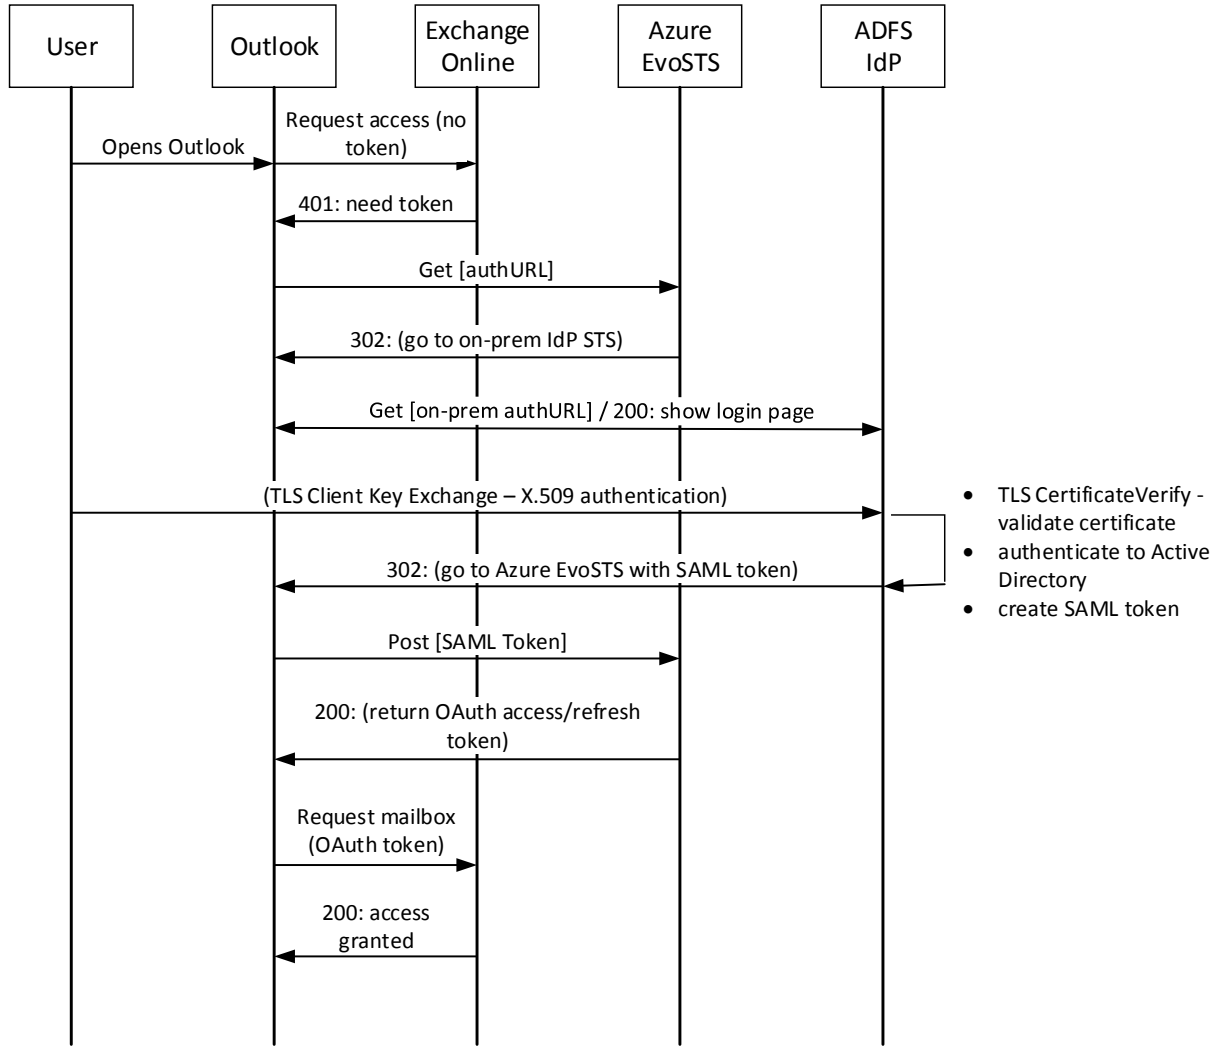 User
Outlook
Exchange
Online
Azure
EvoSTS
ADFS
IdP
Request access (no
token)
Opens Outlook
401: need token
Get [authURL]
302: (go to on-prem IdP STS)
Get [on-prem authURL] / 200: show login page
(TLS Client Key Exchange – X.509 authentication)
• TLS CertificateVerify -
validate certificate
• authenticate to Active
Directory
• create SAML token
302: (go to Azure EvoSTS with SAML token)
Post [SAML Token]
200: (return OAuth access/refresh
token)
Request mailbox
(OAuth token)
200: access
granted